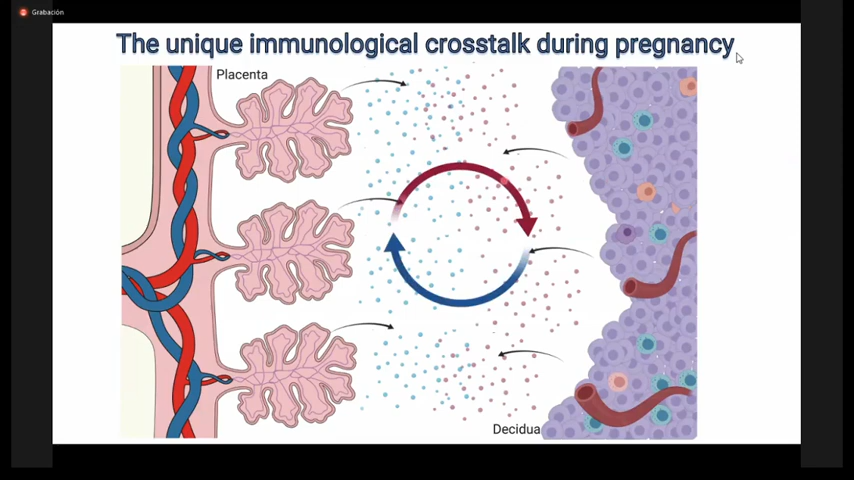 Grabación
The unique immunological crosstalk during pregnancy
Placenta
Decidua